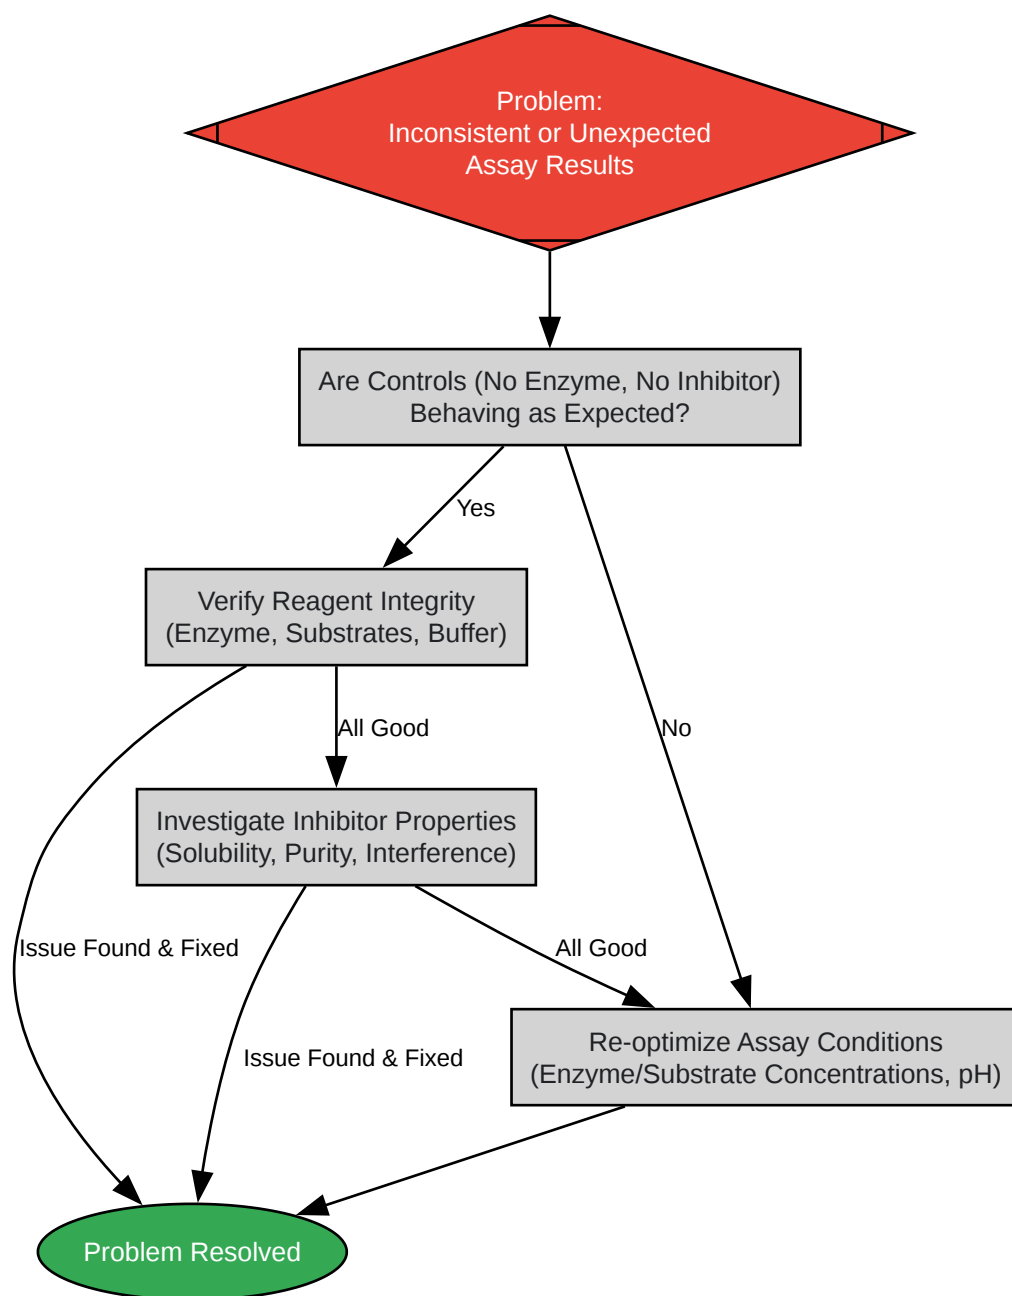 Problem:
Inconsistent or Unexpected
Assay Results
Are Controls (No Enzyme, No Inhibitor)
Behaving as Expected?
Yes
Verify Reagent Integrity
(Enzyme, Substrates, Buffer)
All Good
No
Investigate Inhibitor Properties
(Solubility, Purity, Interference)
Issue Found & Fixed
All Good
Re-optimize Assay Conditions
(Enzyme/Substrate Concentrations, pH)
Issue Found & Fixed
Problem Resolved